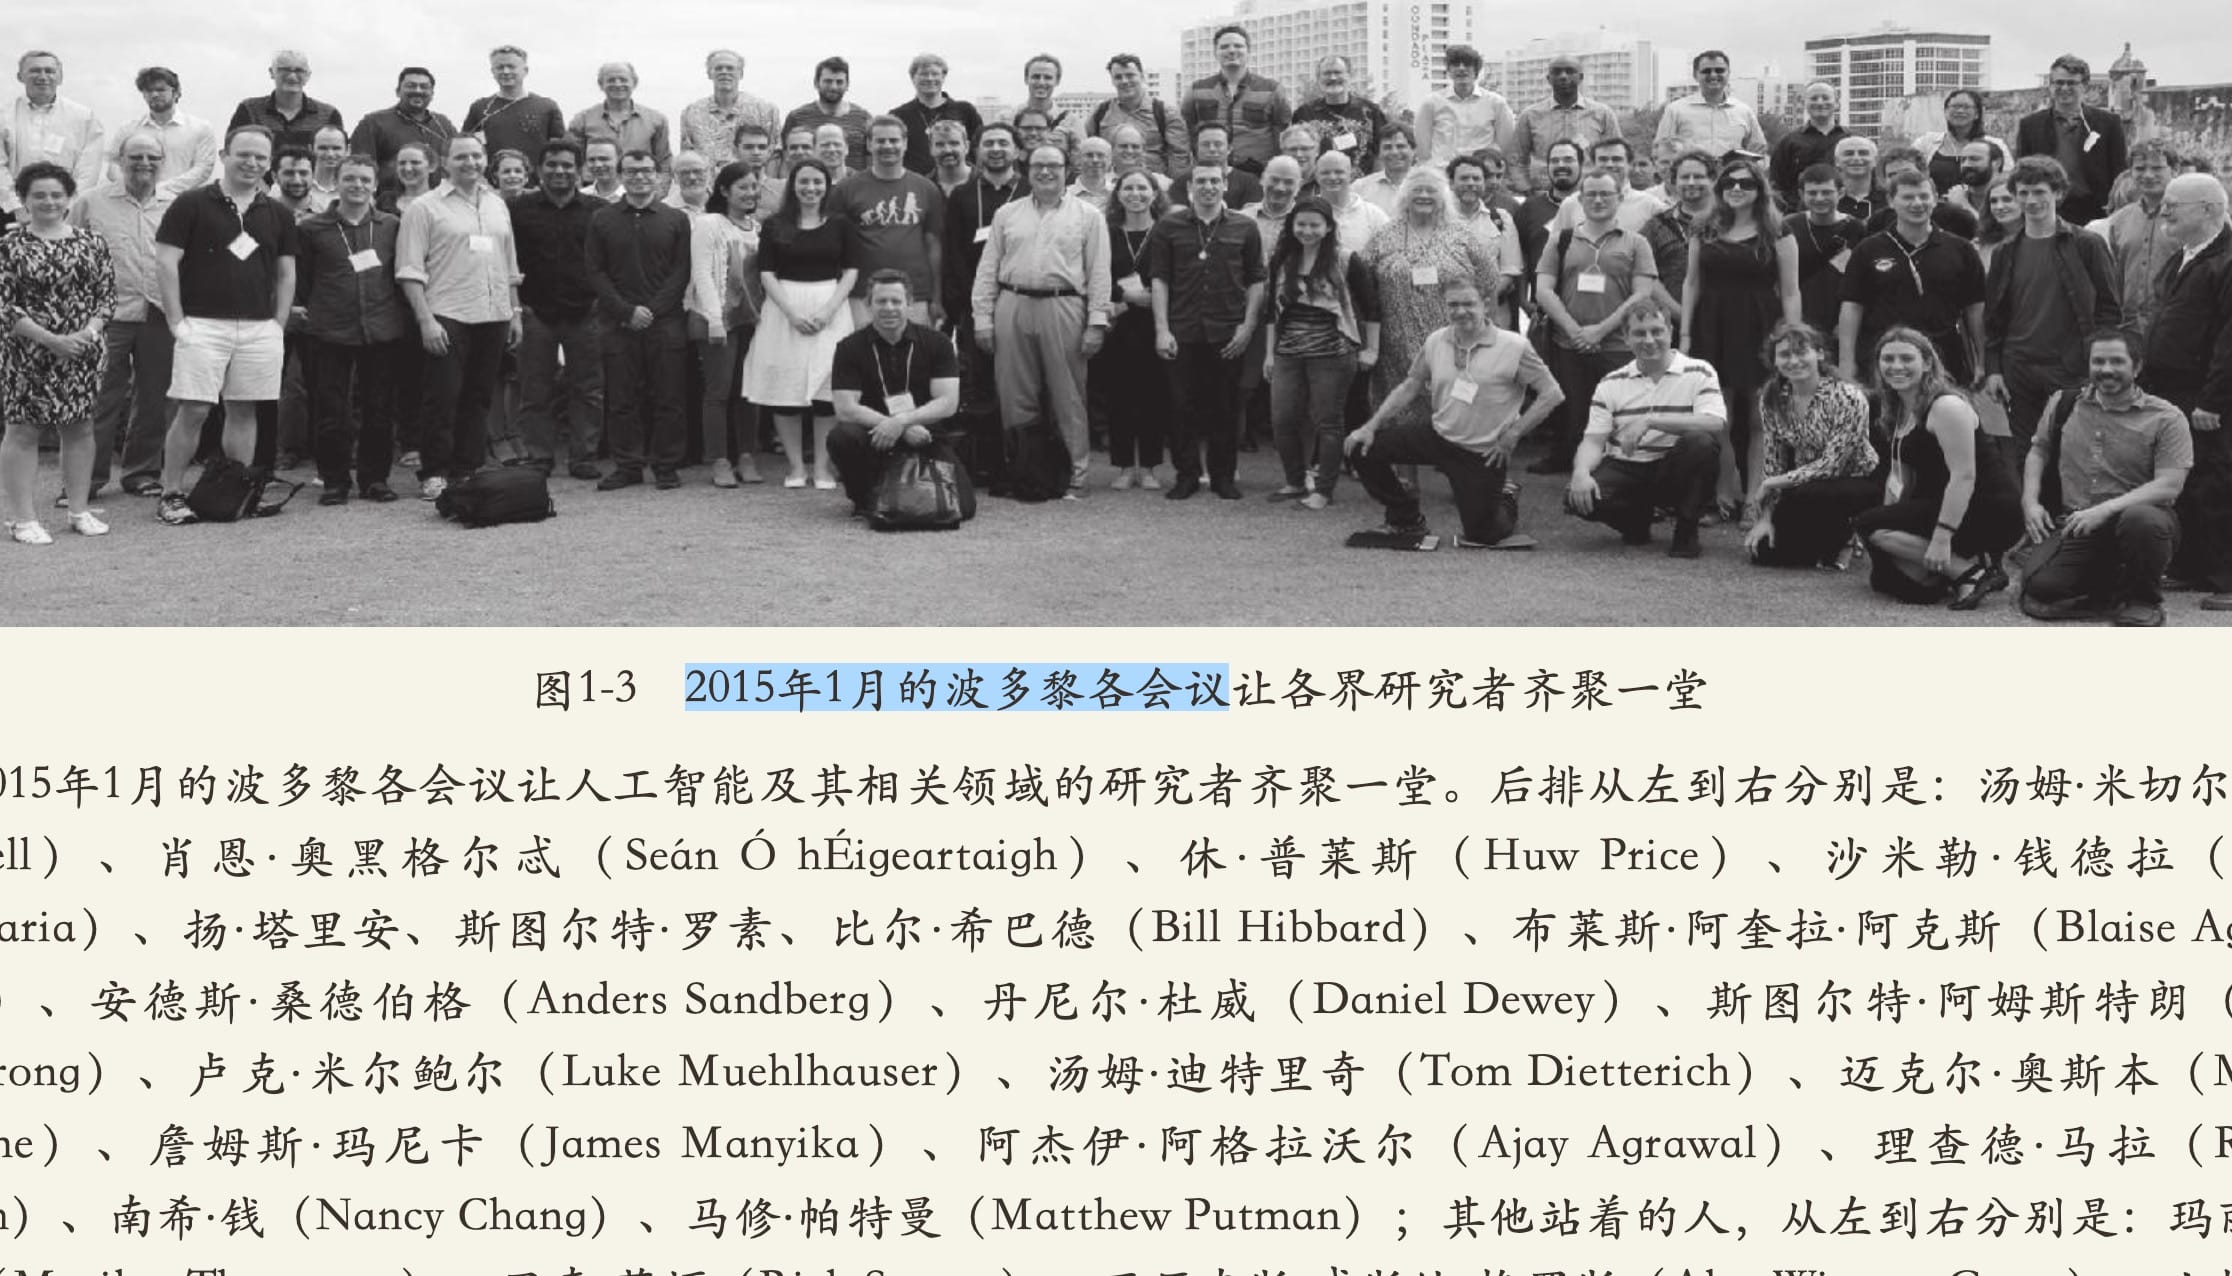 CONDADO PLAZA
图1-3 2015年1月的波多黎各会议让各界研究者齐聚一堂
015年1月的波多黎各会议让人工智能及其相关领域的研究者齐聚一堂。后排从左到右分别是：汤姆·米切尔
ell）、肖恩·奥黑格尔忒（Seán Ó hÉigeartaigh）、休·普莱斯（Huw Price）、沙米勒·钱德拉（
aria）、扬·塔里安、斯图尔特·罗素、比尔·希巴德（Bill Hibbard）、布莱斯·阿奎拉·阿克斯（Blaise Ag
）、安德斯·桑德伯格（Anders Sandberg）、丹尼尔·杜威（Daniel Dewey）、斯图尔特·阿姆斯特朗（
rong）、卢克·米尔鲍尔（Luke Muehlhauser）、汤姆·迪特里奇（Tom Dietterich）、迈克尔·奥斯本（M
ne）、詹姆斯·玛尼卡（James Manyika）、阿杰伊·阿格拉沃尔（Ajay Agrawal）、理查德·马拉（R
n）、南希·钱（Nancy Chang）、马修·帕特曼（Matthew Putman）；其他站着的人，从左到右分别是：玛